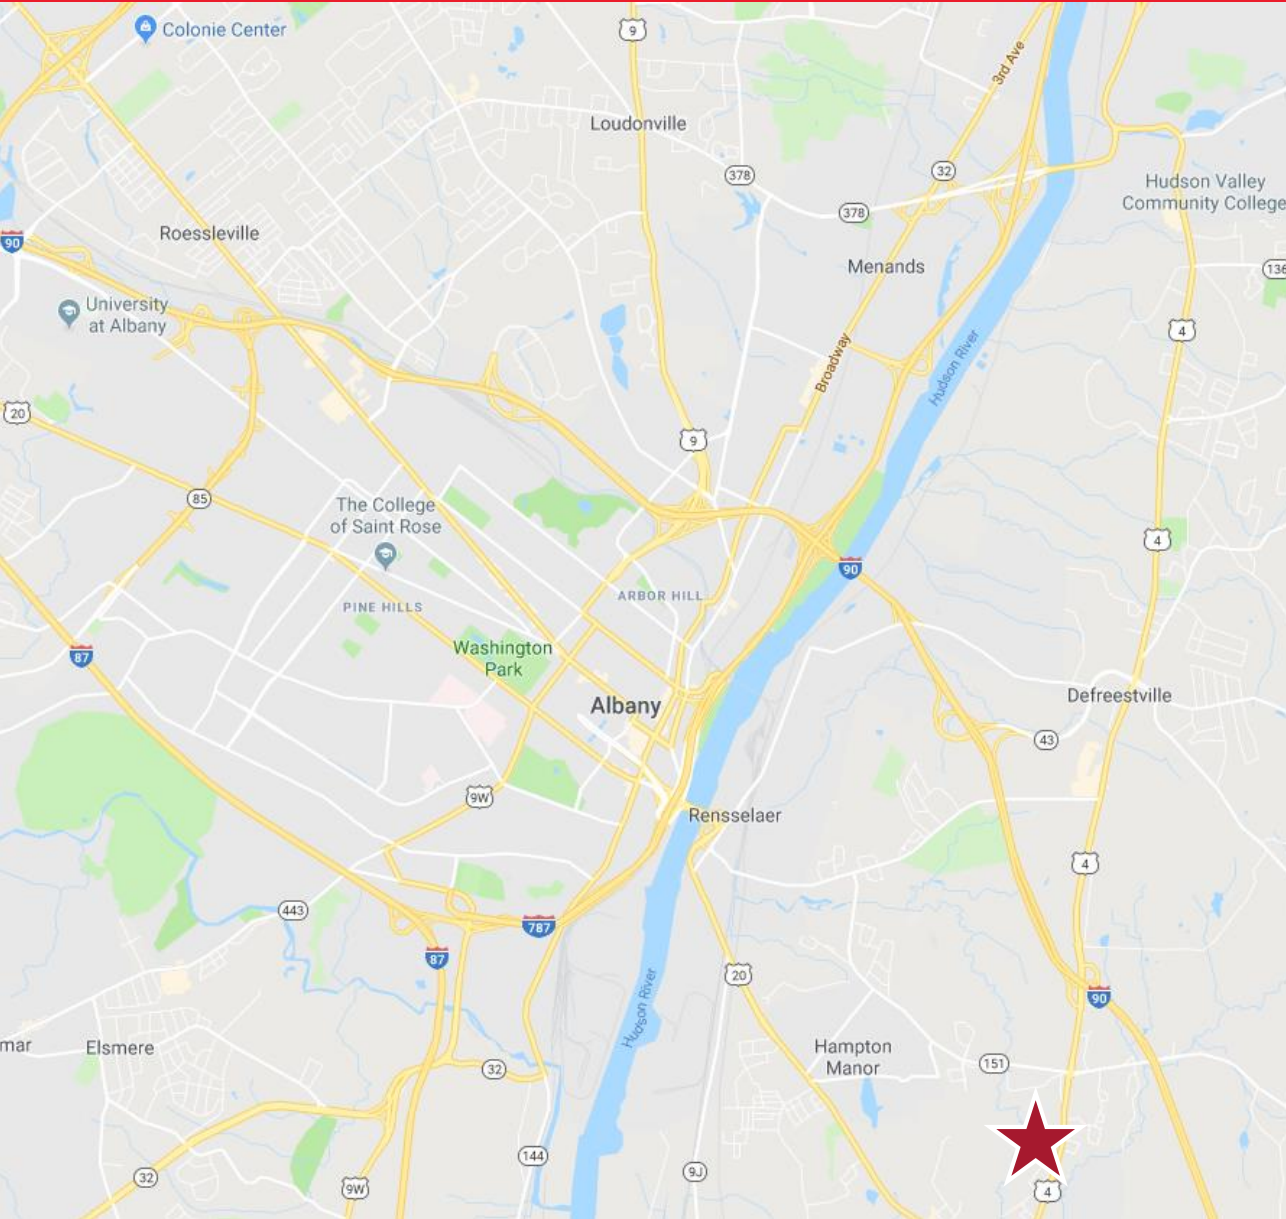 Colonie Center
9
3rd Ave
Loudonville
378
32
Hudson Valley
Community College
378
Roessleville
90
Menands
136
University
at Albany
4
Broadway
Hudson River
20
9
85
The College
of Saint Rose
4
90
ARBOR HILL
PINE HILLS
Washington
Park
87
Albany
Defreestville
43
9W
Rensselaer
4
443
787
87
20
90
Hudson River
mar
Elsmere
Hampton
Manor
151
32
144
9J
32
9W
4